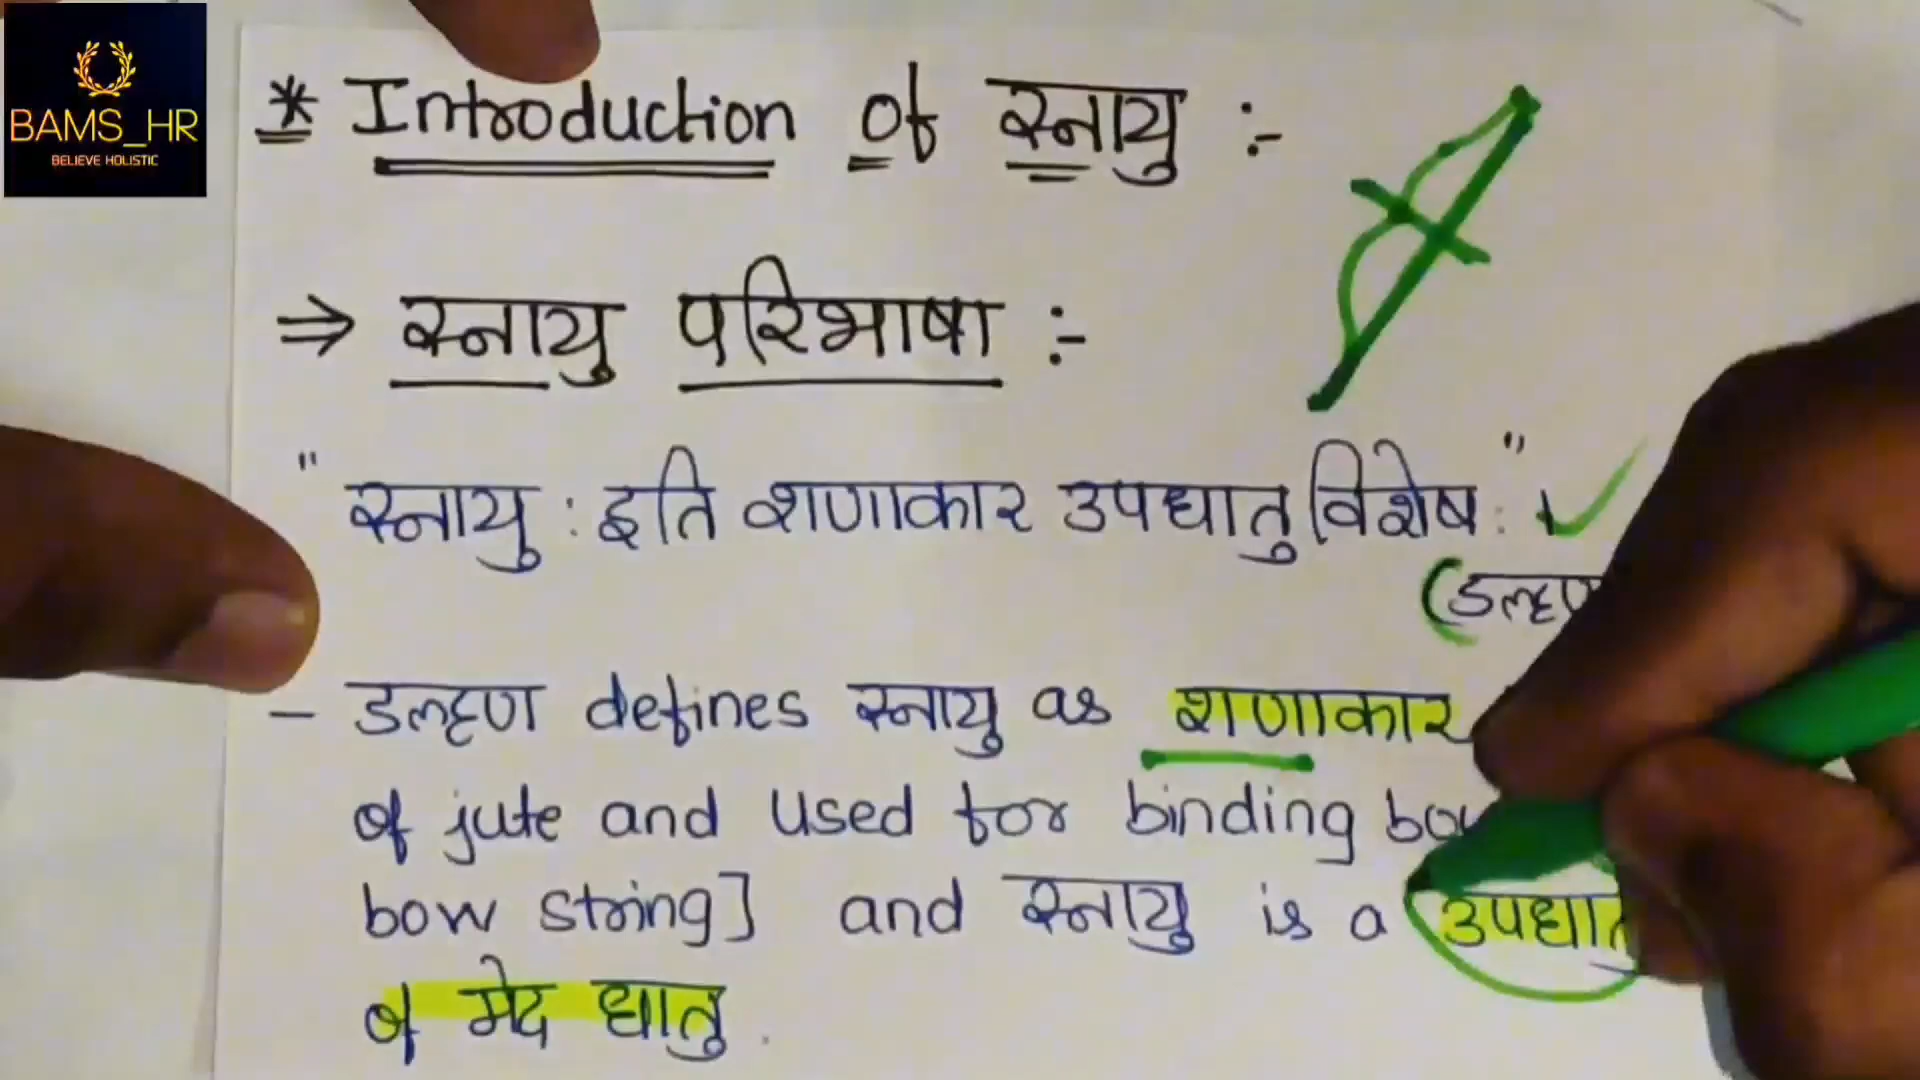 BAMS_HR
BELIEVE HOLISTIC
* Introduction of स्नायु :-
⇒ स्नायु परिभाषा :-
" स्नायु : इति शणाकार उपधातु विशेष : । "
(डल्हण
- डल्हण defines स्नायु as शणाकार
of jute and used for binding
bow string] and स्नायु is a
of मेद धातु .